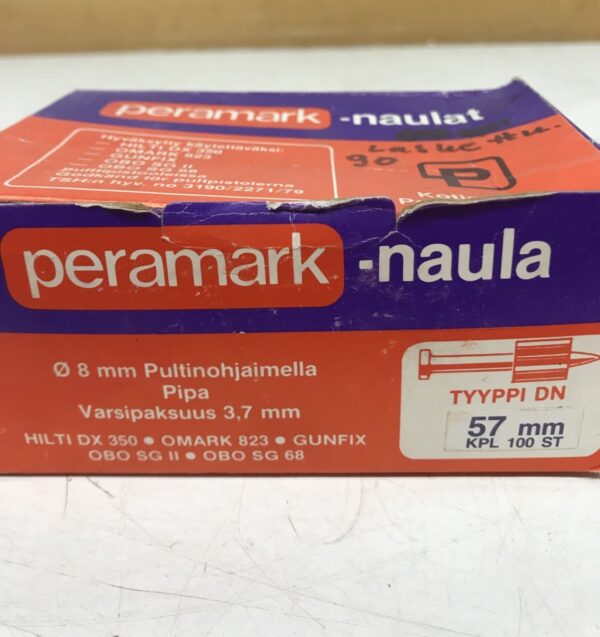 peramark -naulat
Hyväksytty käytettäväksi:
HILTI DX 350
OMARK 823
GUNFIX
TSH:n hyv. no 3190/2271/79
90
P
peramark -naula
Ø 8 mm Pultinohjaimella
Pipa
Varsipaksuus 3,7 mm
HILTI DX 350 ● OMARK 823 ● GUNFIX
OBO SG II ● OBO SG 68
TYYPPI DN
57 mm
KPL 100 ST